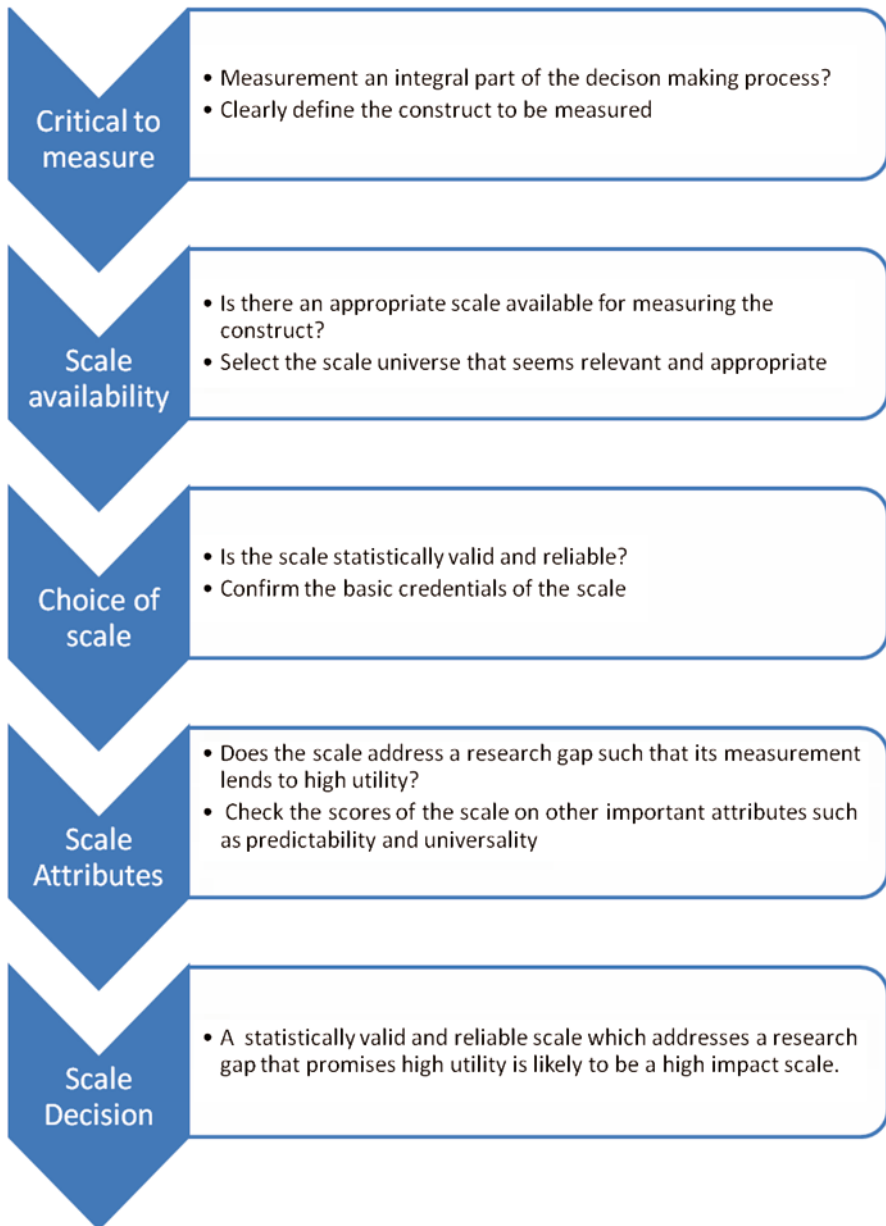 Critical to
measure
• Measurement an integral part of the decison making process?
• Clearly define the construct to be measured
Scale
availability
• Is there an appropriate scale available for measuring the
construct?
• Select the scale universe that seems relevant and appropriate
Choice of
scale
• Is the scale statistically valid and reliable?
• Confirm the basic credentials of the scale
Scale
Attributes
• Does the scale address a research gap such that its measurement
lends to high utility?
• Check the scores of the scale on other important attributes such
as predictability and universality
Scale
Decision
• A statistically valid and reliable scale which addresses a research
gap that promises high utility is likely to be a high impact scale.